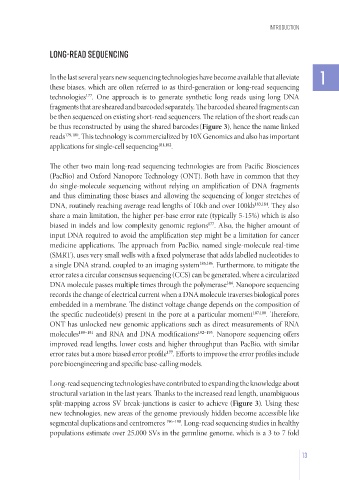 INTRODUCTION
LONG-READ SEQUENCING
1
In the last several years new sequencing technologies have become available that alleviate
these biases, which are often referred to as third-generation or long-read sequencing
technologies. One approach is to generate synthetic long reads using long DNA
fragments that are sheared and barcoded separately. The barcoded sheared fragments can
be then sequenced on existing short-read sequencers. The relation of the short reads can
be thus reconstructed by using the shared barcodes (Figure 3), hence the name linked
reads. This technology is commercialized by 10X Genomics and also has important
applications for single-cell sequencing.
The other two main long-read sequencing technologies are from Pacific Biosciences
(PacBio) and Oxford Nanopore Technology (ONT). Both have in common that they
do single-molecule sequencing without relying on amplification of DNA fragments
and thus eliminating those biases and allowing the sequencing of longer stretches of
DNA, routinely reaching average read lengths of 10kb and over 100kb. They also
share a main limitation, the higher per-base error rate (typically 5-15%) which is also
biased in indels and low complexity genomic regions. Also, the higher amount of
input DNA required to avoid the amplification step might be a limitation for cancer
medicine applications. The approach from PacBio, named single-molecule real-time
(SMRT), uses very small wells with a fixed polymerase that adds labelled nucleotides to
a single DNA strand, coupled to an imaging system. Furthermore, to mitigate the
error rates a circular consensus sequencing (CCS) can be generated, where a circularized
DNA molecule passes multiple times through the polymerase. Nanopore sequencing
records the change of electrical current when a DNA molecule traverses biological pores
embedded in a membrane. The distinct voltage change depends on the composition of
the specific nucleotide(s) present in the pore at a particular moment. Therefore,
ONT has unlocked new genomic applications such as direct measurements of RNA
molecules and RNA and DNA modifications. Nanopore sequencing offers
improved read lengths, lower costs and higher throughput than PacBio, with similar
error rates but a more biased error profile. Efforts to improve the error profiles include
pore bioengineering and specific base-calling models.
Long-read sequencing technologies have contributed to expanding the knowledge about
structural variation in the last years. Thanks to the increased read length, unambiguous
split-mapping across SV break-junctions is easier to achieve (Figure 3). Using these
new technologies, new areas of the genome previously hidden become accessible like
segmental duplications and centromeres. Long-read sequencing studies in healthy
populations estimate over 25,000 SVs in the germline genome, which is a 3 to 7 fold
13